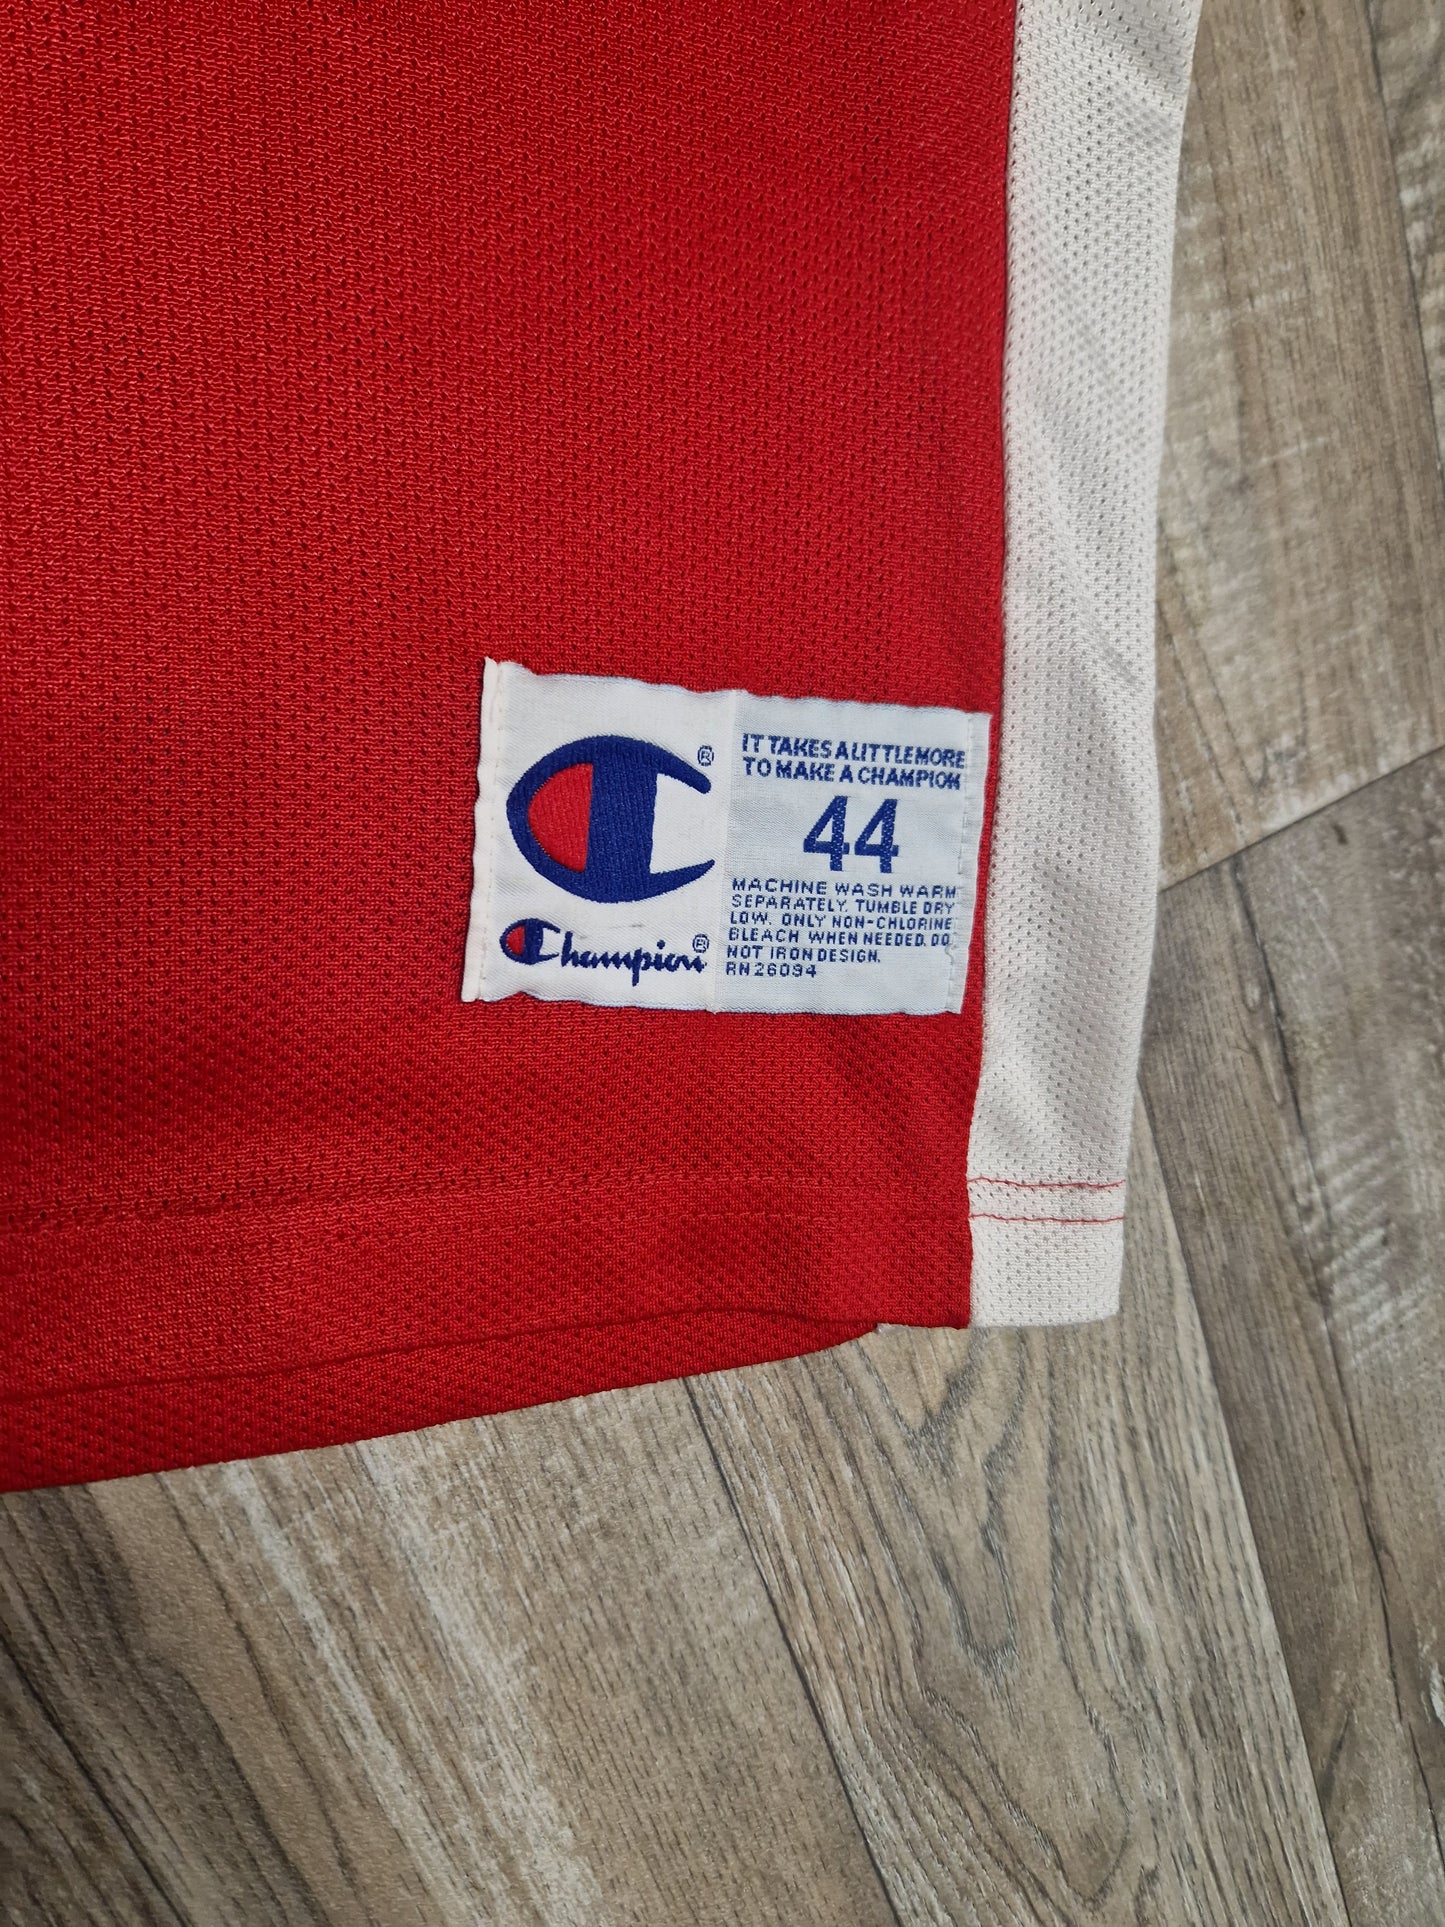 ®
IT TAKES A LITTLE MORE
TO MAKE A CHAMPION
44
Champion®
MACHINE WASH WARM
SEPARATELY, TUMBLE DRY
LOW. ONLY NON-CHLORINE
BLEACH WHEN NEEDED. DO
NOT IRON DESIGN.
RN 26094